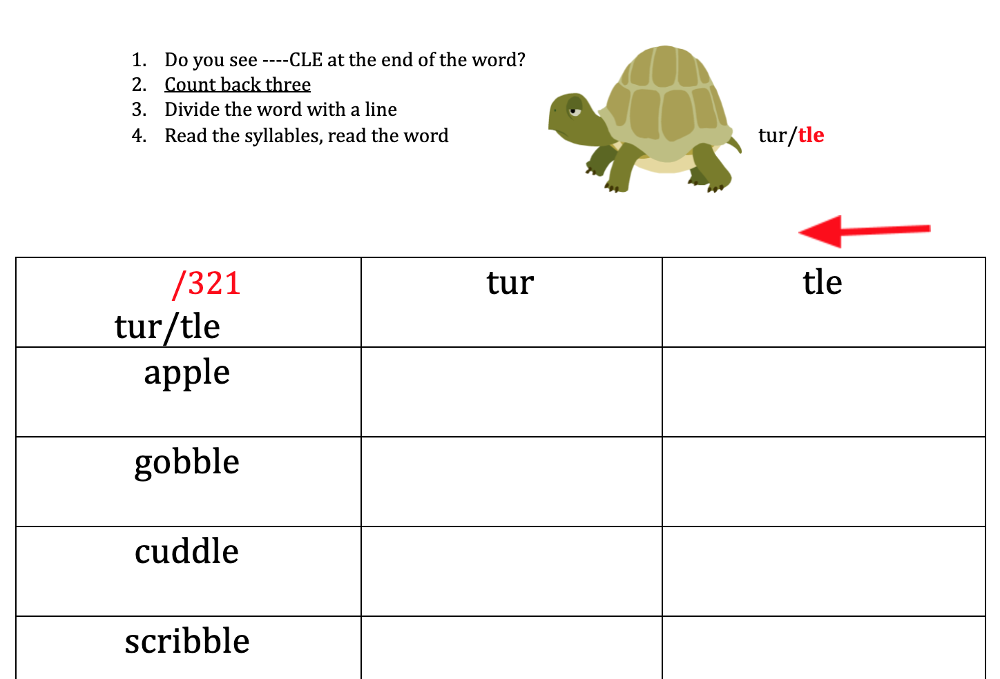 1. Do you see ----CLE at the end of the word?
2. Count back three
3. Divide the word with a line
4. Read the syllables, read the word
tur/tle
/321
tur/tle
tur
tle
apple
gobble
cuddle
scribble